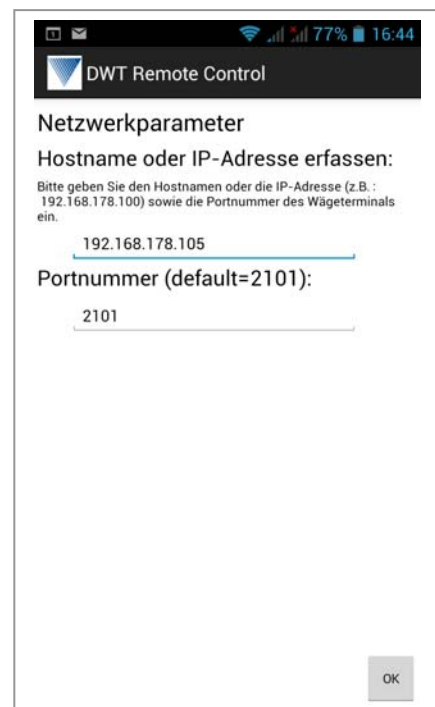 77% 16:44
DWT Remote Control
Netzwerkparameter
Hostname oder IP-Adresse erfassen:
Bitte geben Sie den Hostnamen oder die IP-Adresse (z.B. :
192.168.178.100) sowie die Portnummer des Wägeterminals
ein.
192.168.178.105
Portnummer (default=2101):
2101
OK